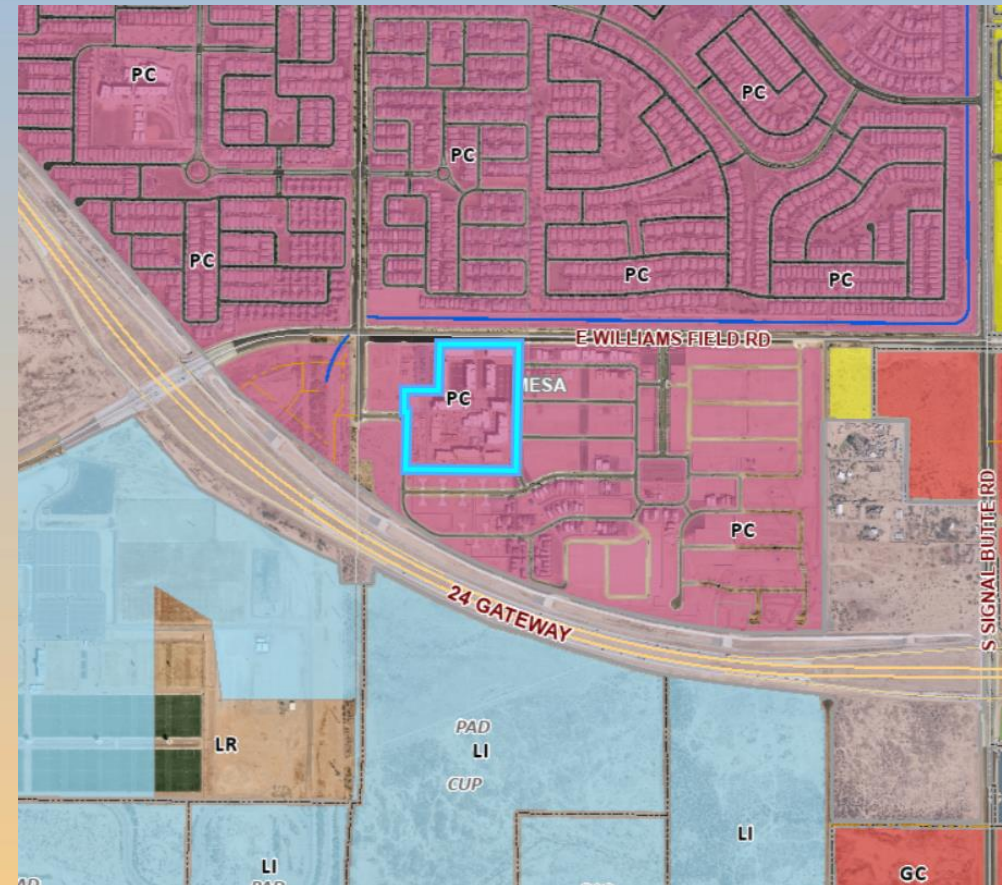 PC
PC
PC
PC
PC
PC
E WILLIAMS FIELD RD
PC
MESA
PC
S SIGNAL BUTTE RD
24 GATEWAY
PAD
LI
CUP
LR
LI
LI
GC